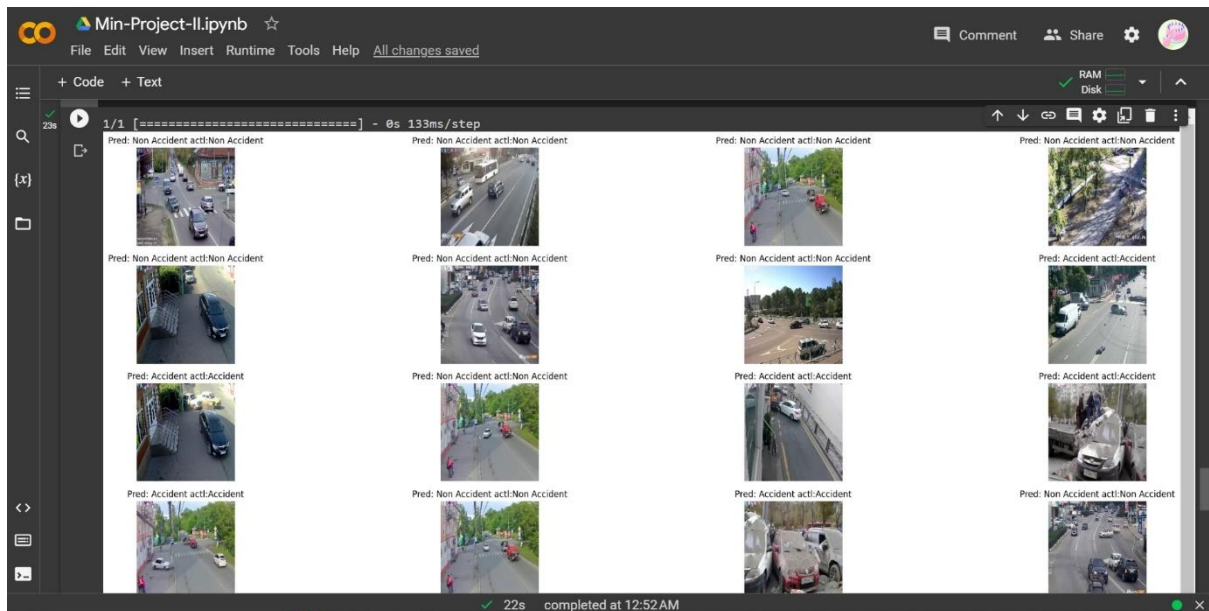 CO Min-Project-II.ipynb
File Edit View Insert Runtime Tools Help All changes saved
Comment Share
+ Code + Text
RAM
Disk
23s
1/1 [==============================] - 0s 133ms/step
{x}
Pred: Non Accident actl:Non Accident Pred: Non Accident actl:Non Accident Pred: Non Accident actl:Non Accident Pred: Non Accident actl:Non Accident
Pred: Non Accident actl:Non Accident Pred: Non Accident actl:Non Accident Pred: Non Accident actl:Non Accident Pred: Accident actl:Accident
Pred: Accident actl:Accident Pred: Non Accident actl:Non Accident Pred: Accident actl:Accident Pred: Accident actl:Accident
Pred: Accident actl:Accident Pred: Non Accident actl:Non Accident Pred: Accident actl:Accident Pred: Non Accident actl:Non Accident
22s completed at 12:52 AM